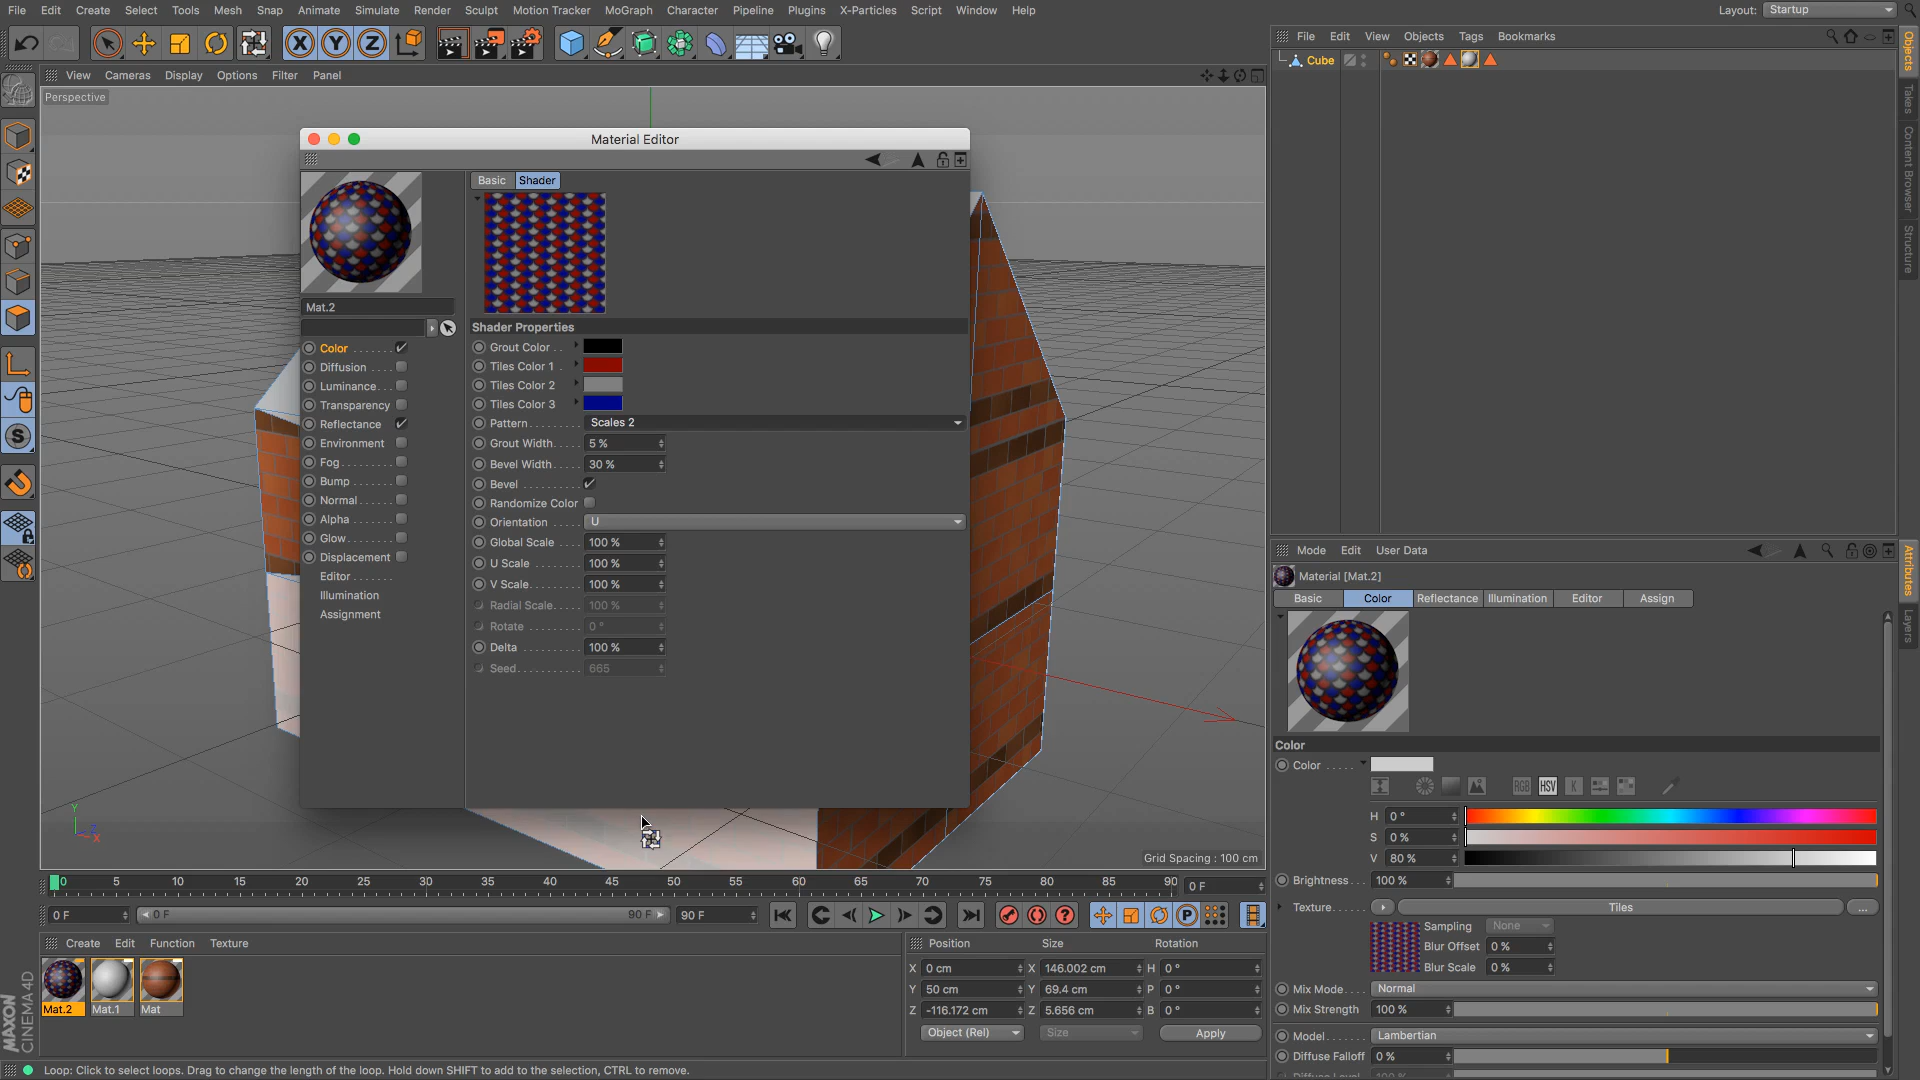 File Edit Create Select Tools Mesh Snap Animate Simulate Render Sculpt Motion Tracker MoGraph Character Pipeline Plugins X-Particles Script Window Help Layout: Startup
File Edit View Objects Tags Bookmarks
Cube
View Cameras Display Options Filter Panel
Perspective
Material Editor
Basic Shader
Mat.2
Shader Properties
Grout Color
Tiles Color 1
Tiles Color 2
Tiles Color 3
Pattern Scales 2
Grout Width 5 %
Bevel Width 30 %
Bevel
Randomize Color
Orientation U
Global Scale 100 %
U Scale 100 %
V Scale 100 %
Radial Scale 100 %
Rotate 0 °
Delta 100 %
Seed 665
Color
Diffusion
Luminance
Transparency
Reflectance
Environment
Fog
Bump
Normal
Alpha
Glow
Displacement
Editor
Illumination
Assignment
Grid Spacing : 100 cm
Objects
Takes
Content Browser
Structure
Attributes
Layers
Mode Edit User Data
Material [Mat.2]
Basic Color Reflectance Illumination Editor Assign
Color
Color
RGB HSV K
H 0 °
S 0 %
V 80 %
Brightness 100 %
Texture Tiles ...
Sampling None
Blur Offset 0 %
Blur Scale 0 %
Mix Mode Normal
Mix Strength 100 %
Model Lambertian
Diffuse Falloff 0 %
Diffuse Level 100 %
0 5 10 15 20 25 30 35 40 45 50 55 60 65 70 75 80 85 90 0 F
0 F 0 F 90 F 90 F
Create Edit Function Texture
Mat.2 Mat.1 Mat
Position Size Rotation
X 0 cm X 146.002 cm H 0 °
Y 50 cm Y 69.4 cm P 0 °
Z -116.172 cm Z 5.656 cm B 0 °
Object (Rel) Size Apply
MAXON
CINEMA 4D
Loop: Click to select loops. Drag to change the length of the loop. Hold down SHIFT to add to the selection, CTRL to remove.